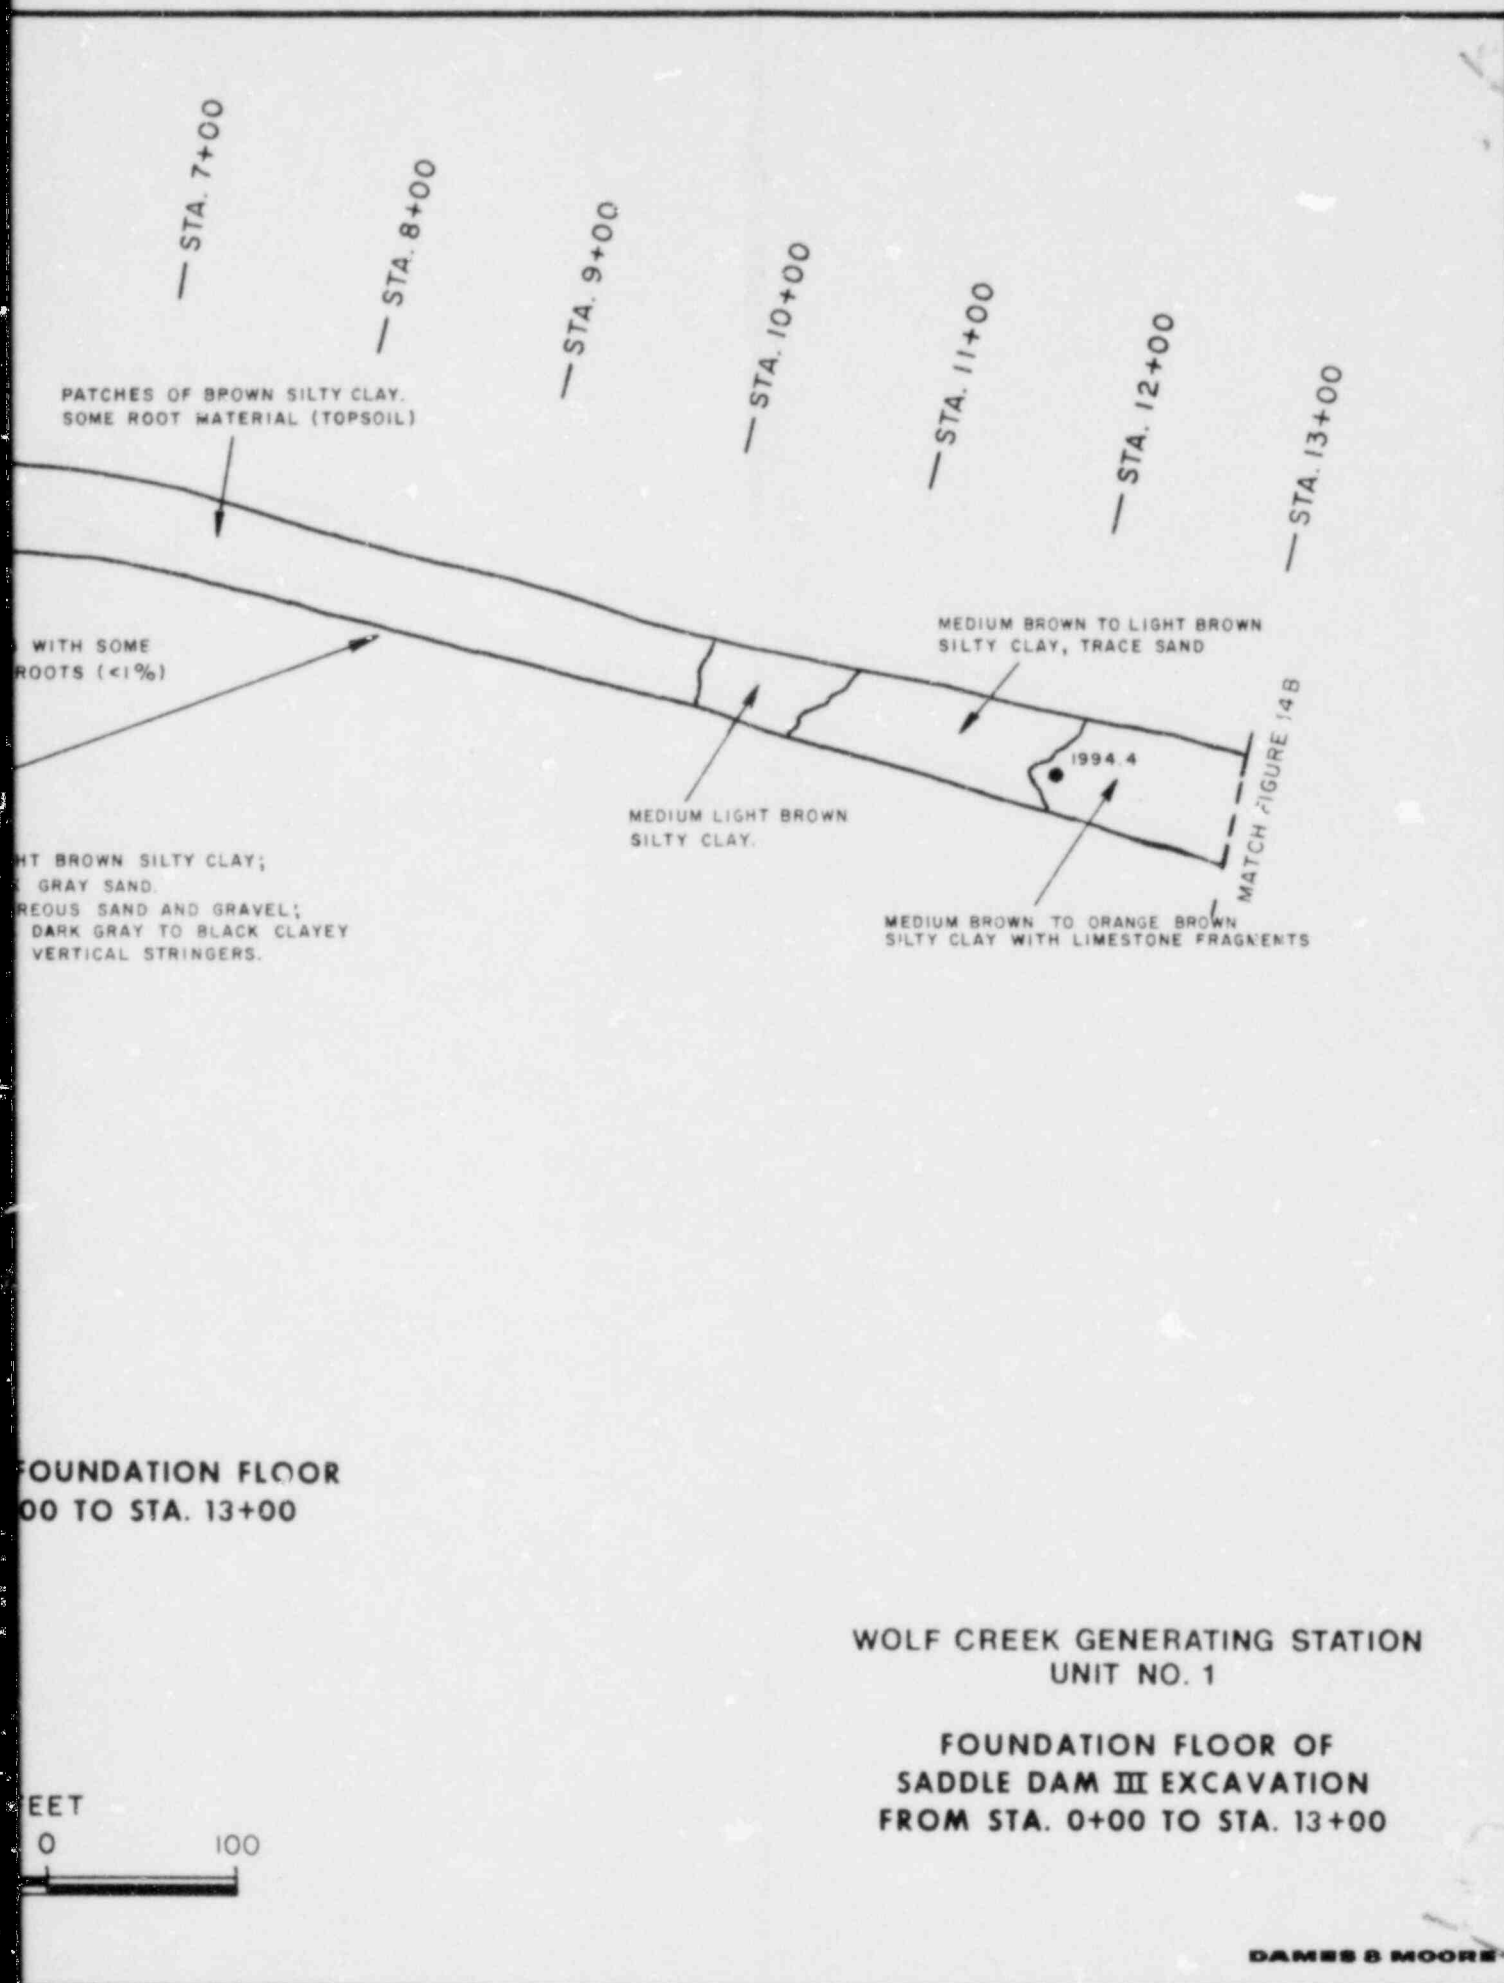 STA. 7+00
STA. 8+00
STA. 9+00
STA. 10+00
STA. 11+00
STA. 12+00
STA. 13+00
PATCHES OF BROWN SILTY CLAY.
SOME ROOT MATERIAL (TOPSOIL)
WITH SOME
ROOTS (<1%)
MEDIUM BROWN TO LIGHT BROWN
SILTY CLAY, TRACE SAND
1994.4
MATCH FIGURE 14B
MEDIUM LIGHT BROWN
SILTY CLAY.
HT BROWN SILTY CLAY;
GRAY SAND.
REOUS SAND AND GRAVEL;
DARK GRAY TO BLACK CLAYEY
VERTICAL STRINGERS.
MEDIUM BROWN TO ORANGE BROWN
SILTY CLAY WITH LIMESTONE FRAGMENTS
FOUNDATION FLOOR
00 TO STA. 13+00
WOLF CREEK GENERATING STATION
UNIT NO. 1
FOUNDATION FLOOR OF
SADDLE DAM III EXCAVATION
FROM STA. 0+00 TO STA. 13+00
EET
0 100
DAMES & MOORE